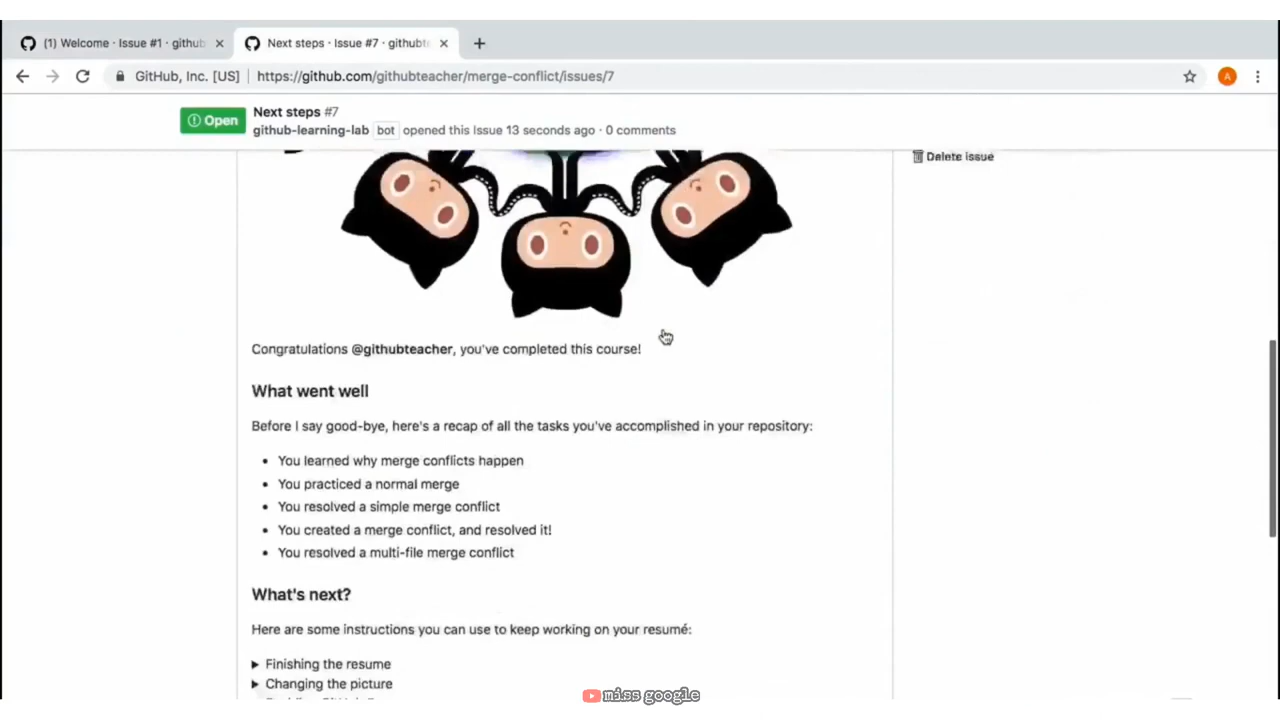 (1) Welcome · Issue #1 · github
Next steps · Issue #7 · githubte
GitHub, Inc. [US]
https://github.com/githubteacher/merge-conflict/issues/7
A
Open
Next steps #7
github-learning-lab bot opened this Issue 13 seconds ago · 0 comments
Delete issue
Congratulations @githubteacher, you've completed this course!
What went well
Before I say good-bye, here's a recap of all the tasks you've accomplished in your repository:
• You learned why merge conflicts happen
• You practiced a normal merge
• You resolved a simple merge conflict
• You created a merge conflict, and resolved it!
• You resolved a multi-file merge conflict
What's next?
Here are some instructions you can use to keep working on your resumé:
Finishing the resume
Changing the picture
miss google